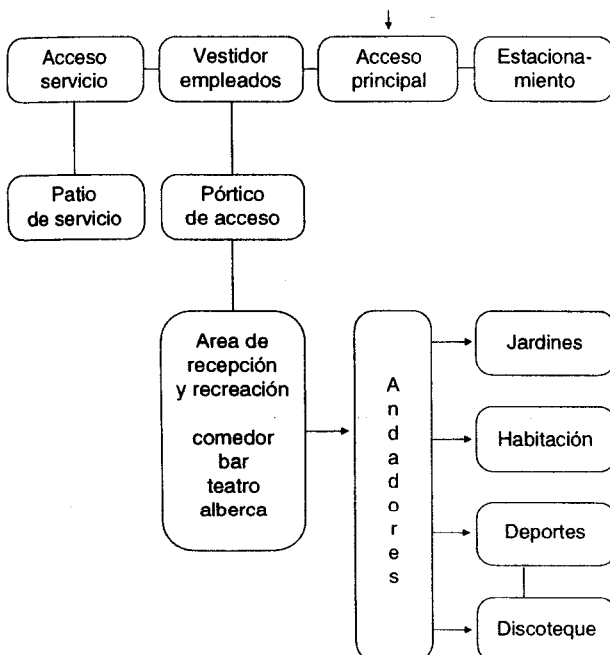 Acceso
servicio
Vestidor
empleados
Acceso
principal
Estaciona-
miento
Patio
de servicio
Pórtico
de acceso
Area de
recepción
y recreación
comedor
bar
teatro
alberca
A
n
d
a
d
o
r
e
s
Jardines
Habitación
Deportes
Discoteque